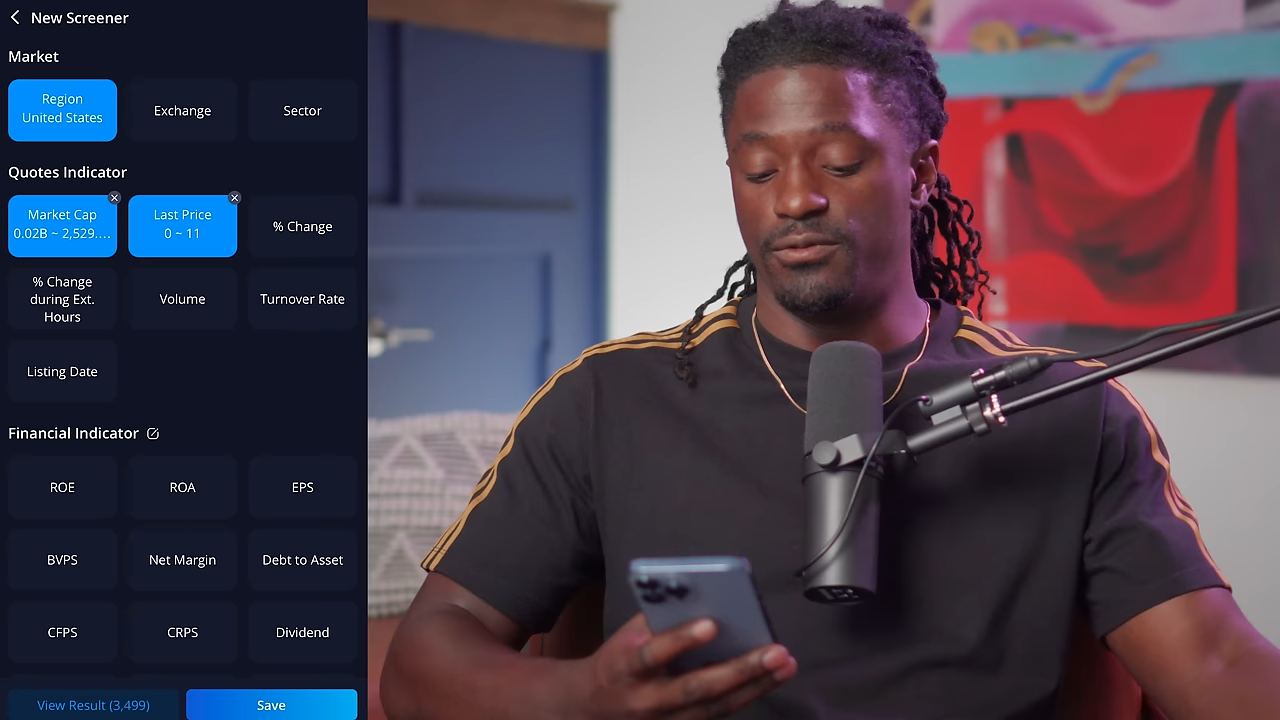 New Screener
Market
Region
United States
Exchange
Sector
Quotes Indicator
Market Cap
0.02B ~ 2,529....
Last Price
0 ~ 11
% Change
% Change
during Ext.
Hours
Volume
Turnover Rate
Listing Date
Financial Indicator
ROE
ROA
EPS
BVPS
Net Margin
Debt to Asset
CFPS
CRPS
Dividend
View Result (3,499)
Save